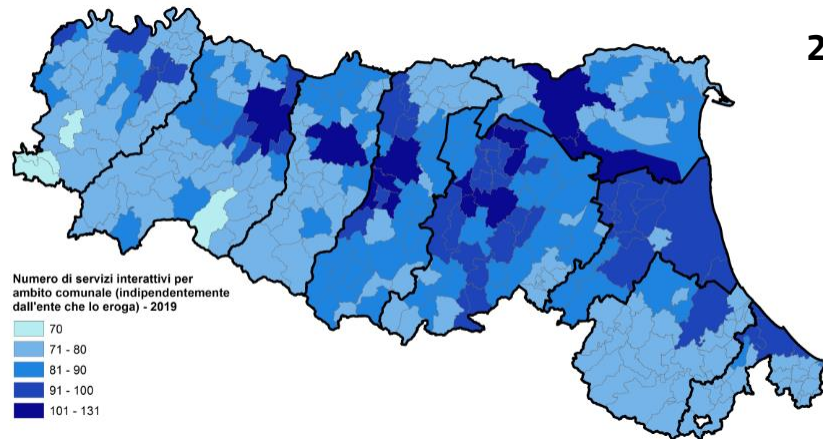 2
Numero di servizi interattivi per
ambito comunale (indipendentemente
dall'ente che lo eroga) - 2019
70
71 - 80
81 - 90
91 - 100
101 - 131